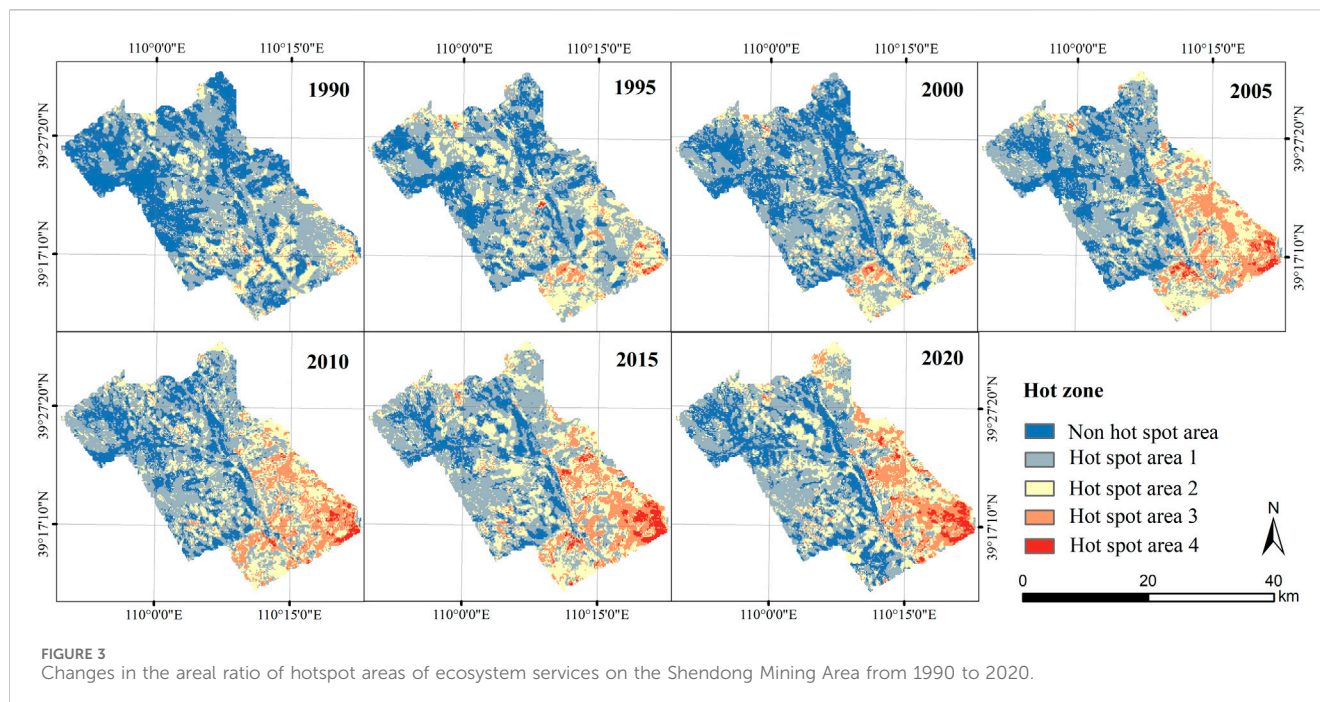 110°0'0"E 110°15'0"E 110°0'0"E 110°15'0"E 110°0'0"E 110°15'0"E 110°0'0"E 110°15'0"E
1990 1995 2000 2005
39°27'20"N 39°27'20"N
39°17'10"N 39°17'10"N
2010 2015 2020
39°27'20"N 39°27'20"N
39°17'10"N 39°17'10"N
110°0'0"E 110°15'0"E 110°0'0"E 110°15'0"E 110°0'0"E 110°15'0"E
Hot zone
Non hot spot area
Hot spot area 1
Hot spot area 2
Hot spot area 3
Hot spot area 4
N
0 20 40
km
FIGURE 3
Changes in the areal ratio of hotspot areas of ecosystem services on the Shendong Mining Area from 1990 to 2020.